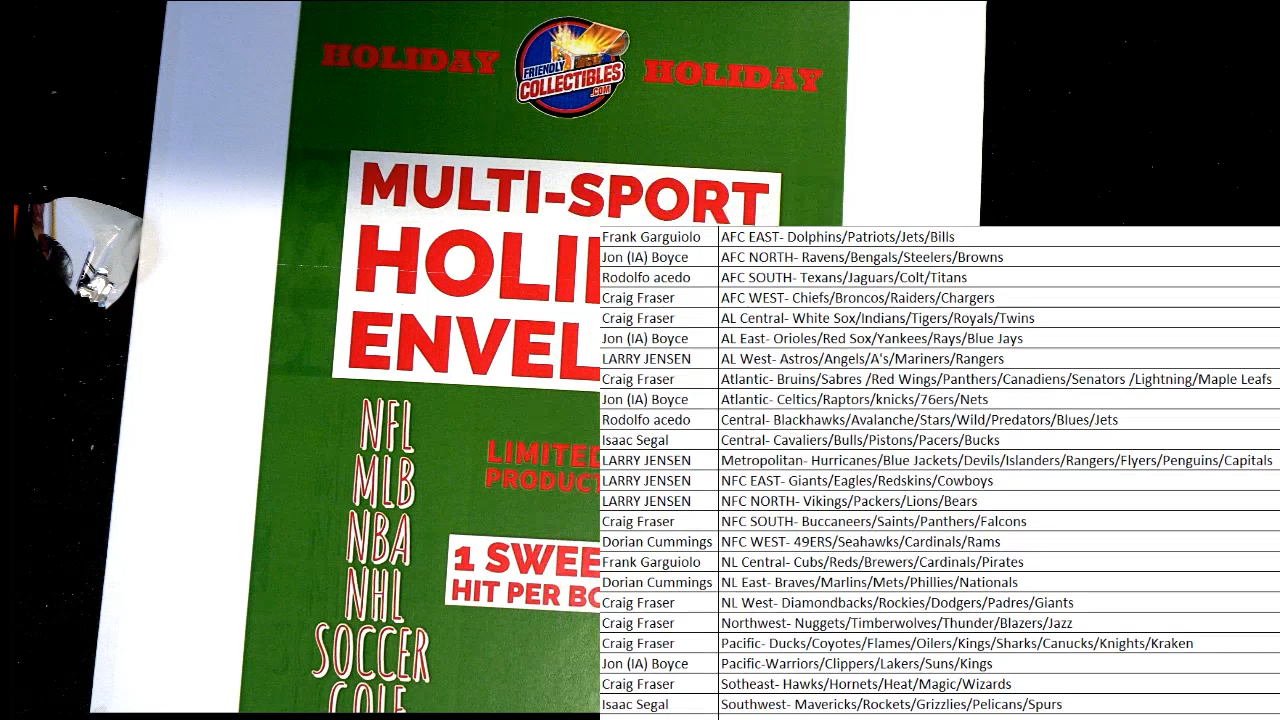 HOLIDAY
FRIENDLY
COLLECTIBLES
.COM
HOLIDAY
MULTI-SPORT
HOLI
ENVEL
NFL
MLB
NBA
NHL
SOCCER
LIMITE
PRODUCT
1 SWEE
HIT PER BO
Frank Garguiolo AFC EAST- Dolphins/Patriots/Jets/Bills
Jon (IA) Boyce AFC NORTH- Ravens/Bengals/Steelers/Browns
Rodolfo acedo AFC SOUTH- Texans/Jaguars/Colt/Titans
Craig Fraser AFC WEST- Chiefs/Broncos/Raiders/Chargers
Craig Fraser AL Central- White Sox/Indians/Tigers/Royals/Twins
Jon (IA) Boyce AL East- Orioles/Red Sox/Yankees/Rays/Blue Jays
LARRY JENSEN AL West- Astros/Angels/A's/Mariners/Rangers
Craig Fraser Atlantic- Bruins/Sabres /Red Wings/Panthers/Canadiens/Senators /Lightning/Maple Leafs
Jon (IA) Boyce Atlantic- Celtics/Raptors/knicks/76ers/Nets
Rodolfo acedo Central- Blackhawks/Avalanche/Stars/Wild/Predators/Blues/Jets
Isaac Segal Central- Cavaliers/Bulls/Pistons/Pacers/Bucks
LARRY JENSEN Metropolitan- Hurricanes/Blue Jackets/Devils/Islanders/Rangers/Flyers/Penguins/Capitals
LARRY JENSEN NFC EAST- Giants/Eagles/Redskins/Cowboys
LARRY JENSEN NFC NORTH- Vikings/Packers/Lions/Bears
Craig Fraser NFC SOUTH- Buccaneers/Saints/Panthers/Falcons
Dorian Cummings NFC WEST- 49ERS/Seahawks/Cardinals/Rams
Frank Garguiolo NL Central- Cubs/Reds/Brewers/Cardinals/Pirates
Dorian Cummings NL East- Braves/Marlins/Mets/Phillies/Nationals
Craig Fraser NL West- Diamondbacks/Rockies/Dodgers/Padres/Giants
Craig Fraser Northwest- Nuggets/Timberwolves/Thunder/Blazers/Jazz
Craig Fraser Pacific- Ducks/Coyotes/Flames/Oilers/Kings/Sharks/Canucks/Knights/Kraken
Jon (IA) Boyce Pacific-Warriors/Clippers/Lakers/Suns/Kings
Craig Fraser Sotheast- Hawks/Hornets/Heat/Magic/Wizards
Isaac Segal Southwest- Mavericks/Rockets/Grizzlies/Pelicans/Spurs